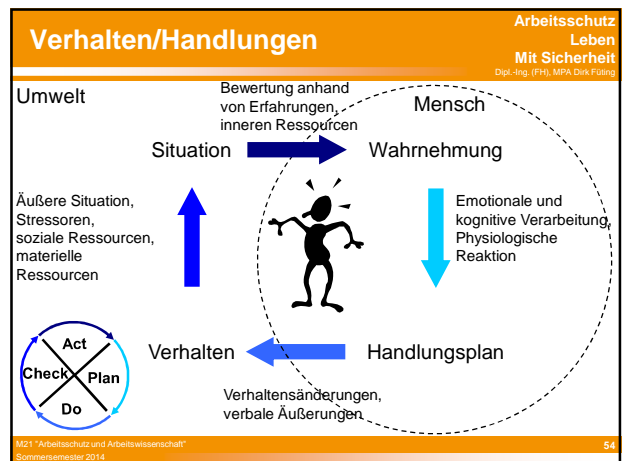 Verhalten/Handlungen
Arbeitsschutz
Leben
Mit Sicherheit
Dipl.-Ing. (FH), MPA Dirk Füting
Umwelt
Bewertung anhand
von Erfahrungen,
inneren Ressourcen
Mensch
Situation
Wahrnehmung
Äußere Situation,
Stressoren,
soziale Ressourcen,
materielle
Ressourcen
Emotionale und
kognitive Verarbeitung,
Physiologische
Reaktion
Act
Check
Plan
Do
Verhalten
Handlungsplan
Verhaltensänderungen,
verbale Äußerungen
M21 "Arbeitsschutz und Arbeitswissenschaft"
Sommersemester 2014
54